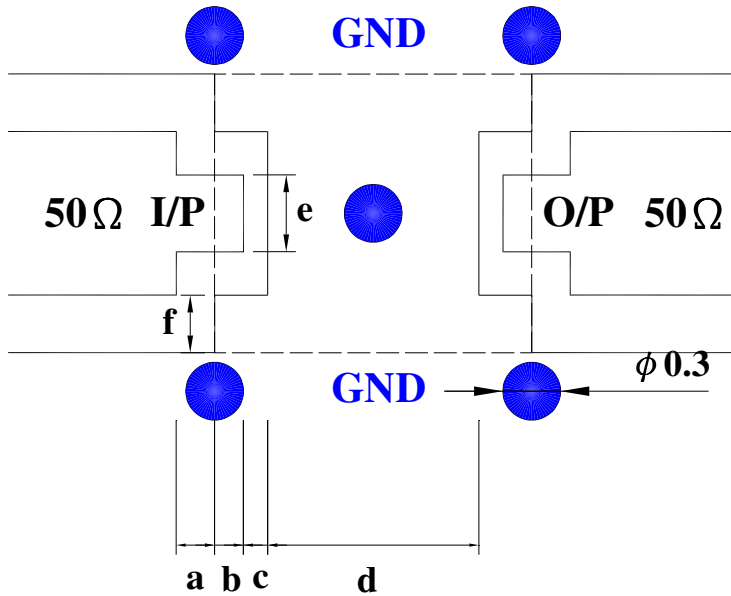 GND
e
50Ω I/P
O/P 50Ω
f
GND
ϕ0.3
a b c d